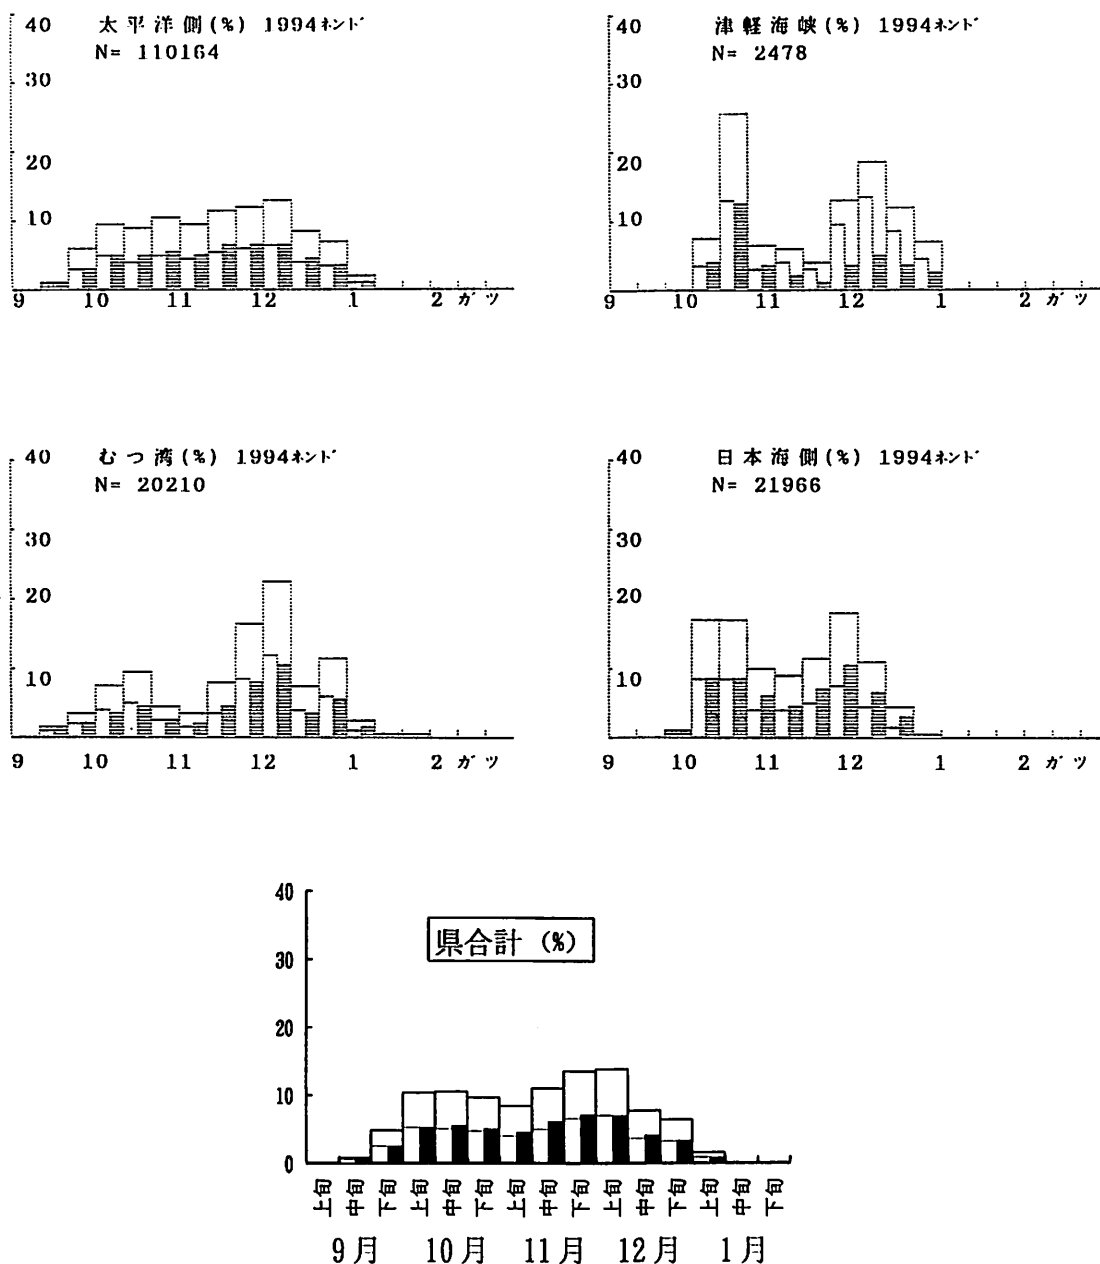 太平洋側(%) 1994ネンド
N= 110164
40
30
20
10
9 10 11 12 1 2 ガツ
津軽海峡(%) 1994ネンド
N= 2478
40
30
20
10
9 10 11 12 1 2 ガツ
むつ湾(%) 1994ネンド
N= 20210
40
30
20
10
9 10 11 12 1 2 ガツ
日本海側(%) 1994ネンド
N= 21966
40
30
20
10
9 10 11 12 1 2 ガツ
県合計 (%)
40
30
20
10
0
上旬 中旬 下旬 上旬 中旬 下旬 上旬 中旬 下旬 上旬 中旬 下旬 上旬 中旬 下旬
9月 10月 11月 12月 1月